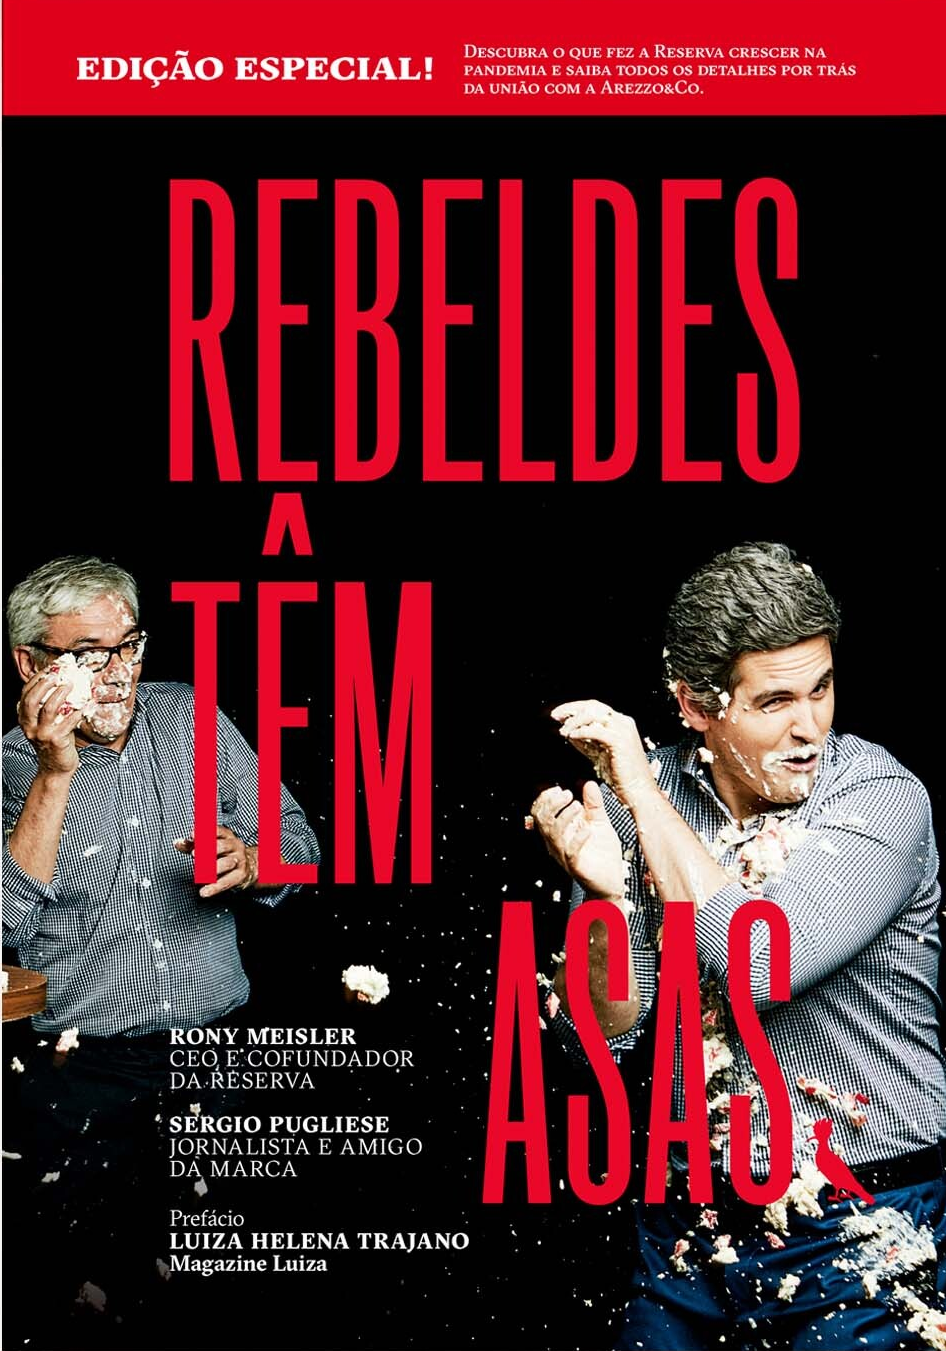 EDIÇÃO ESPECIAL!
DESCUBRA O QUE FEZ A RESERVA CRESCER NA
PANDEMIA E SAIBA TODOS OS DETALHES POR TRÁS
DA UNIÃO COM A AREZZO&CO.
REBELDES
TÊM
ASAS
RONY MEISLER
CEO E COFUNDADOR
DA RESERVA
SERGIO PUGLIESE
JORNALISTA E AMIGO
DA MARCA
Prefácio
LUIZA HELENA TRAJANO
Magazine Luiza